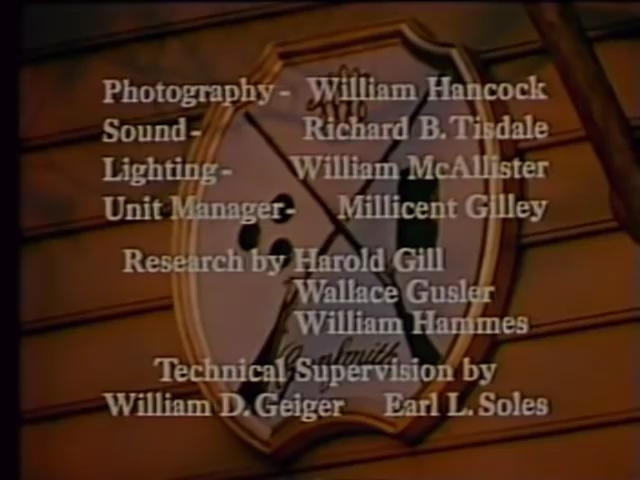 Photography - William Hancock
Sound - Richard B. Tisdale
Lighting - William McAllister
Unit Manager - Millicent Gilley
Research by Harold Gill
Wallace Gusler
William Hammes
Technical Supervision by
William D. Geiger Earl L. Soles
GunSmith